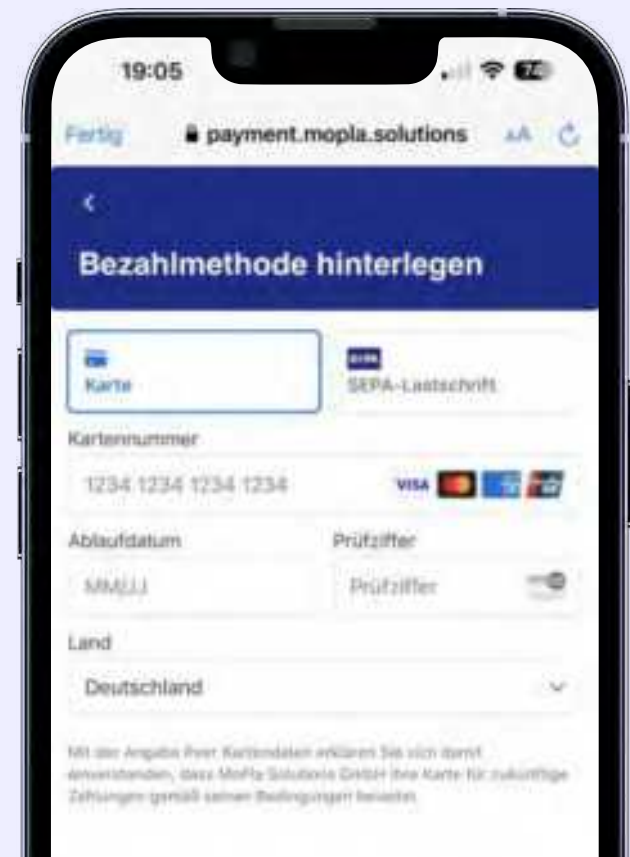 19:05
74
Fertig payment.mopla.solutions AA
Bezahlmethode hinterlegen
Karte
SEPA-Lastschrift
Kartennummer
1234 1234 1234 1234 VISA
Ablaufdatum Prüfziffer
MM/JJ Prüfziffer
Land
Deutschland
Mit der Angabe Ihrer Kartendaten erklären Sie sich damit
einverstanden, dass MoPla Solutions GmbH Ihre Karte für zukünftige
Zahlungen gemäß seinen Bedingungen belastet.